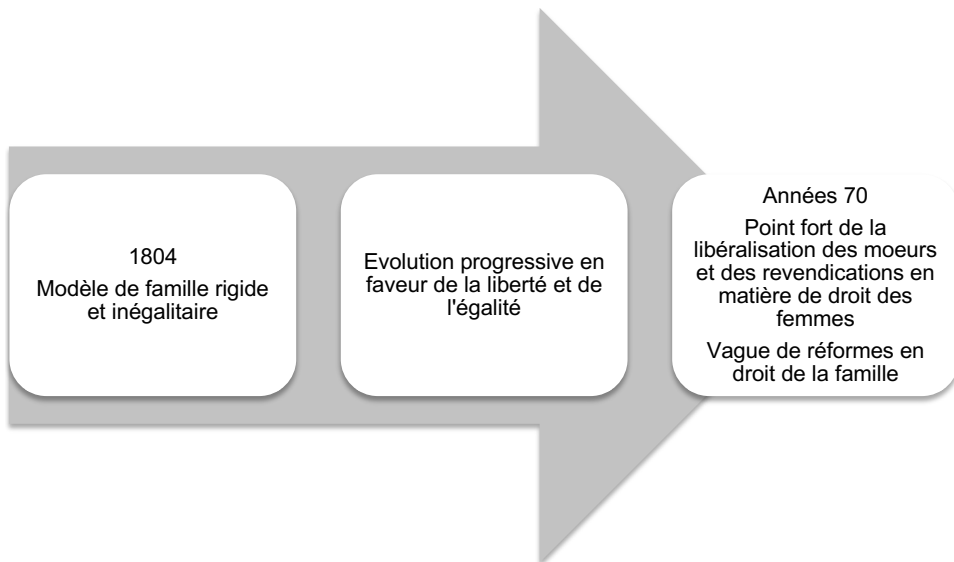 1804
Modèle de famille rigide
et inégalitaire
Evolution progressive en
faveur de la liberté et de
l'égalité
Années 70
Point fort de la
libéralisation des moeurs
et des revendications en
matière de droit des
femmes
Vague de réformes en
droit de la famille